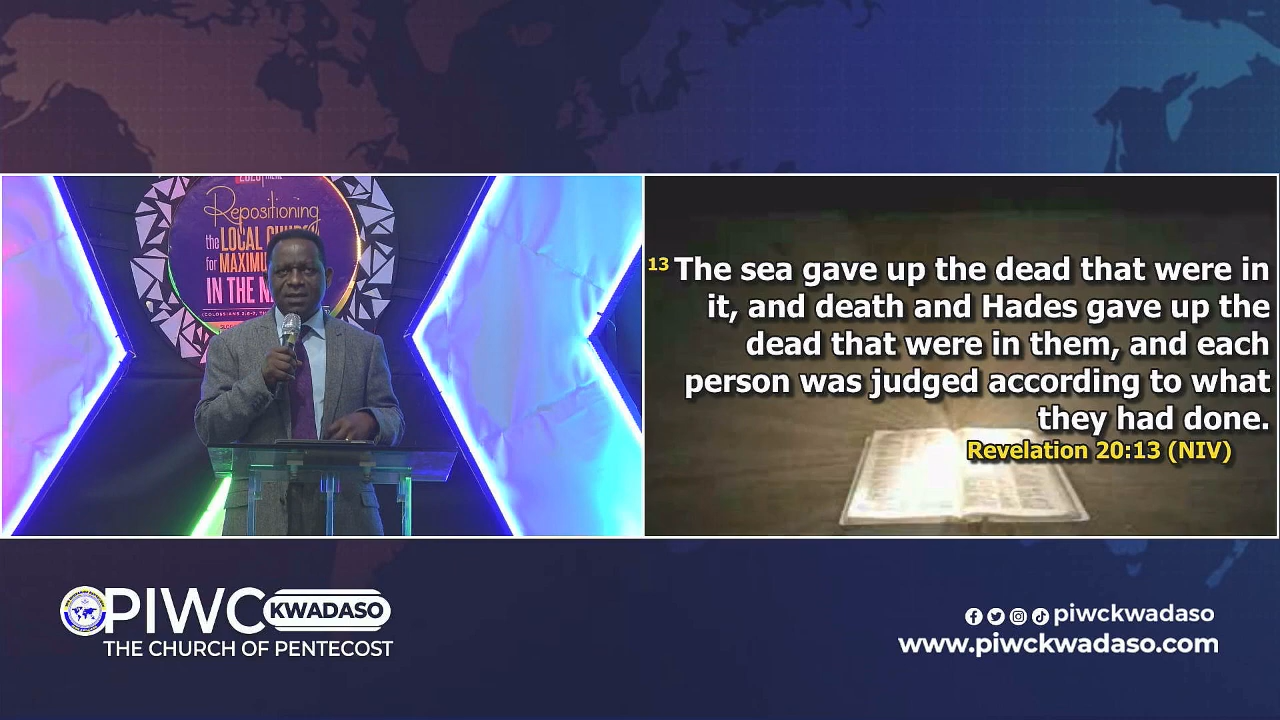 Repositioning
the LOCAL
for MAXIMU
IN THE
13 The sea gave up the dead that were in
it, and death and Hades gave up the
dead that were in them, and each
person was judged according to what
they had done.
Revelation 20:13 (NIV)
PIWC KWADASO
THE CHURCH OF PENTECOST
piwckwadaso
www.piwckwadaso.com